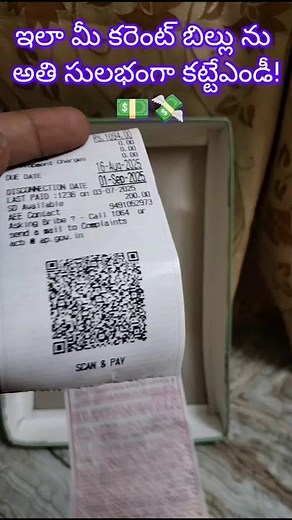 ఇలా మీ కరెంట్ బిల్లు ను
అతి సులభంగా కట్టేఎండీ!
Rs.1094.00
0.00
0.00
Charges 0.00
DUE DATE 16-Aug-2025
DISCONNECTION DATE 01-Sep-2025
LAST PAID :1236 on 03-07-2025
SD Available 200.00
AEE Contact 9491052973
Asking Bribe ? - Call 1064 or
send a mail to Complaints
acb @ ap.gov.in
SCAN & PAY